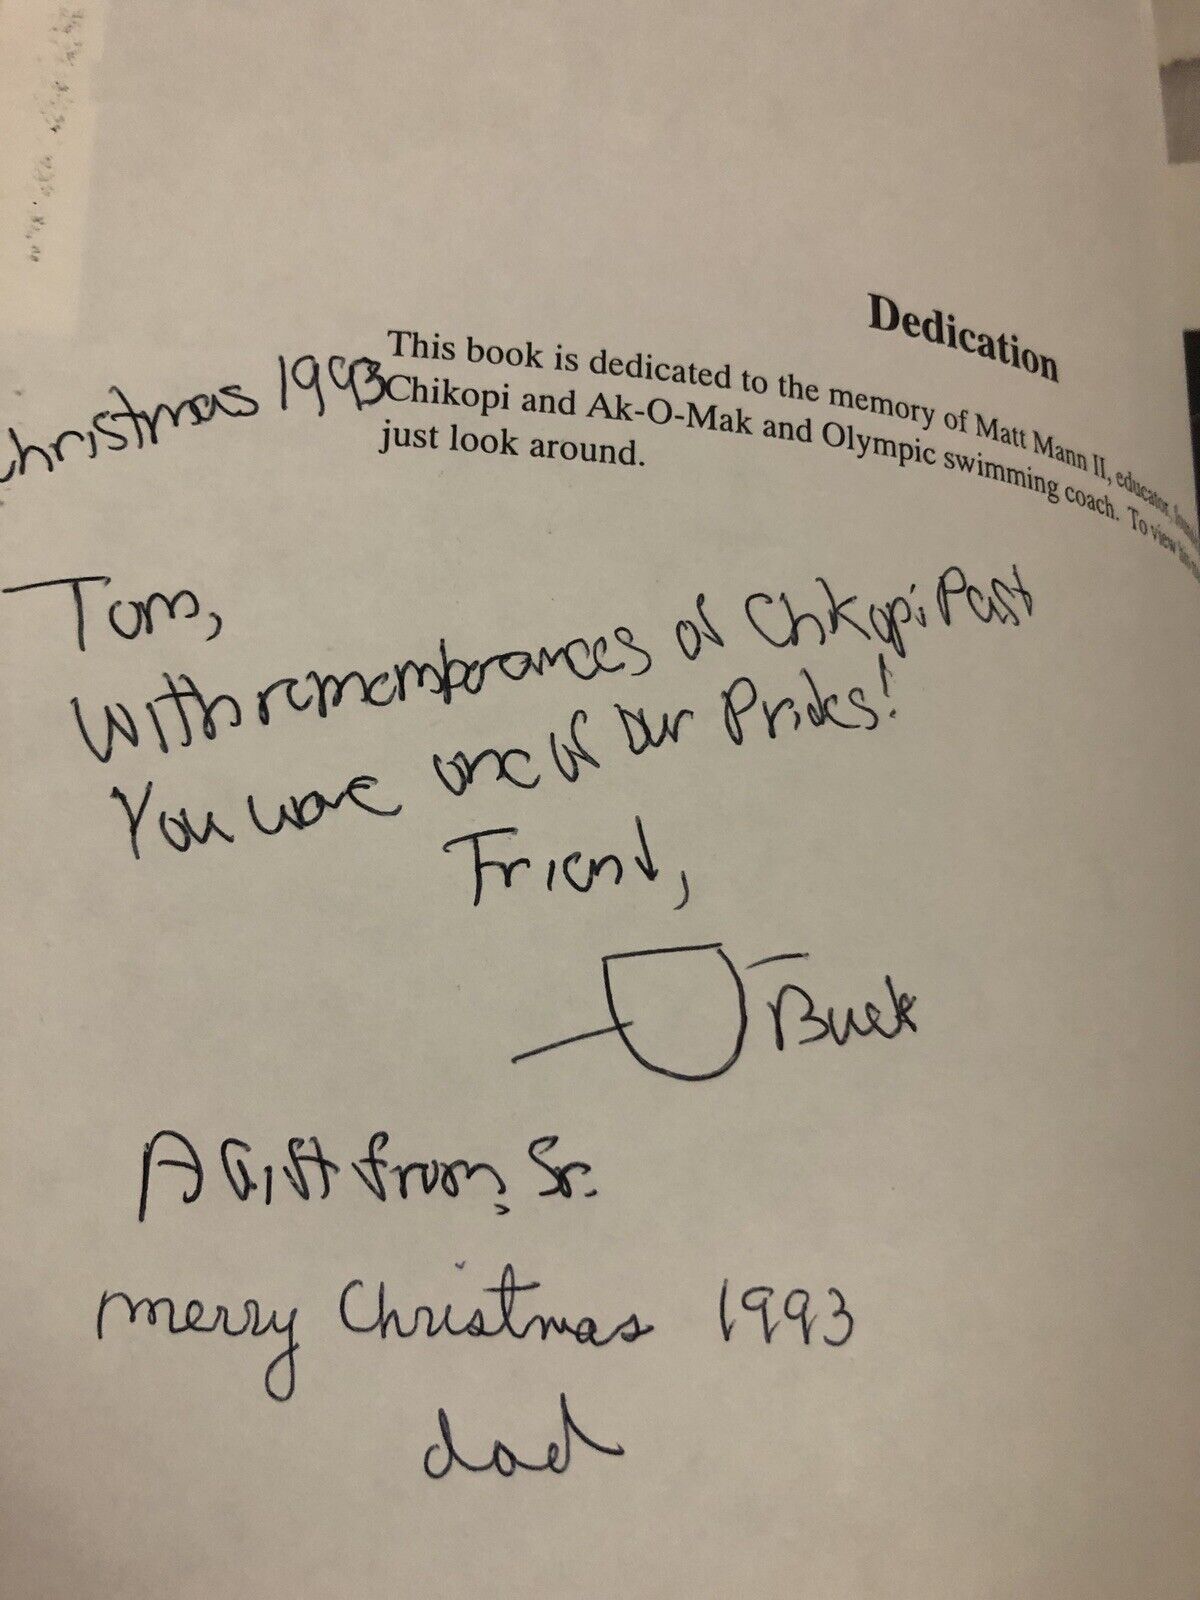 Dedication
This book is dedicated to the memory of Matt Mann II, educator,
Chikopi and Ak-O-Mak and Olympic swimming coach. To view
just look around.
Christmas 1993
Tom,
With remembrances of Chikopi Past
You were one of our Prides!
Friend,
Buck
A Gift from Sr.
merry Christmas 1993
dad